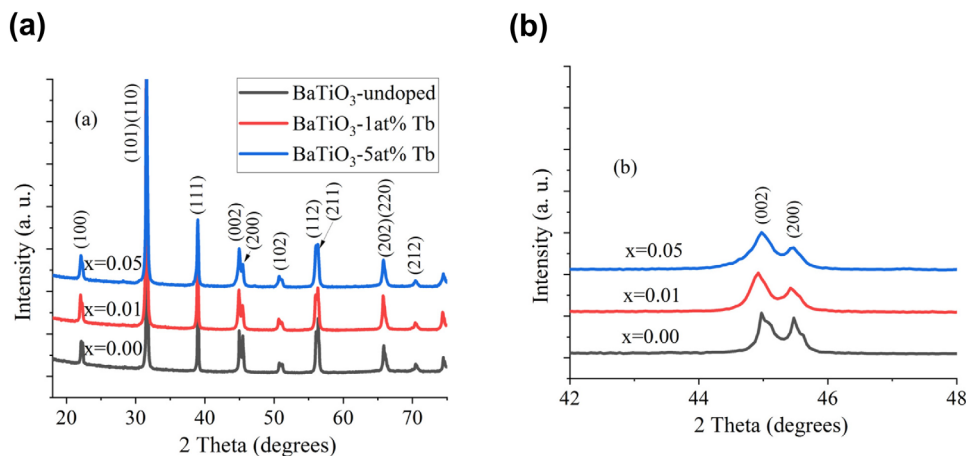 (a)
(a)
BaTiO₃-undoped
BaTiO₃-1at% Tb
BaTiO₃-5at% Tb
(100)
(101)(110)
(111)
(002)
(200)
(102)
(112)
(211)
(202)(220)
(212)
x=0.05
x=0.01
x=0.00
Intensity (a. u.)
20
30
40
50
60
70
2 Theta (degrees)
(b)
(b)
(002)
(200)
x=0.05
x=0.01
x=0.00
Intensity (a. u.)
42
44
46
48
2 Theta (degrees)